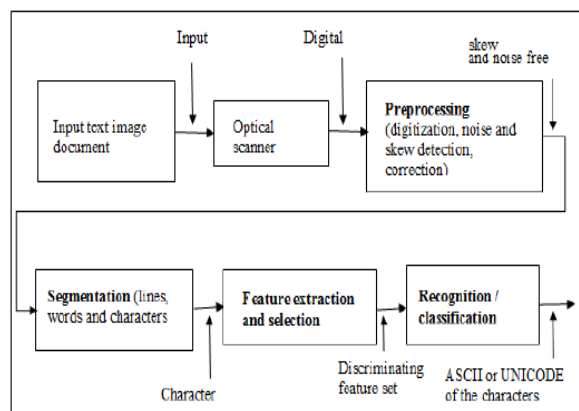 Input
Digital
skew
and noise free
Input text image
document
Optical
scanner
Preprocessing
(digitization, noise and
skew detection,
correction)
Segmentation (lines,
words and characters
Feature extraction
and selection
Recognition /
classification
Character
Discriminating
feature set
ASCII or UNICODE
of the characters